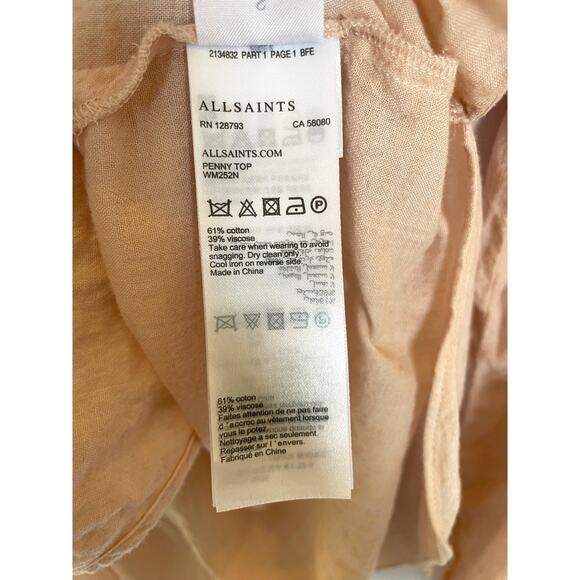 2134832 PART 1 PAGE 1 BFE
ALLSAINTS
RN 128793 CA 58080
ALLSAINTS.COM
PENNY TOP
WM252N
61% cotton
39% viscose
Take care when wearing to avoid
snagging. Dry clean only.
Cool iron on reverse side.
Made in China
61% coton
39% viscose
Faites attention de ne pas faire
d'accroc au vêtement lorsque
vous le potez.
Nettoyage a sec seulement.
Repasser sur l'envers.
Fabriqué en Chine